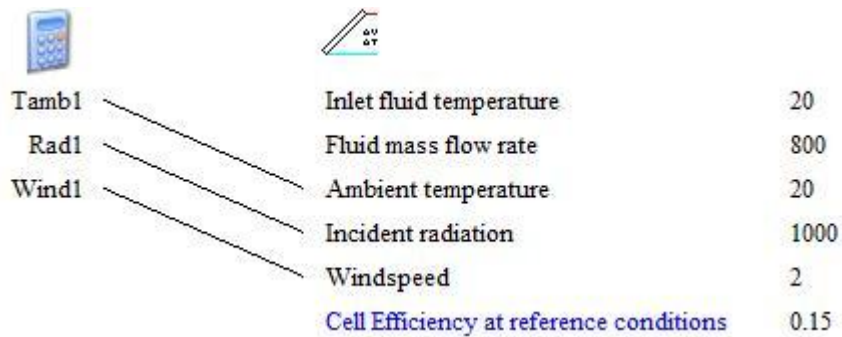 Tamb1 Inlet fluid temperature 20
Rad1 Fluid mass flow rate 800
Wind1 Ambient temperature 20
Incident radiation 1000
Windspeed 2
Cell Efficiency at reference conditions 0.15